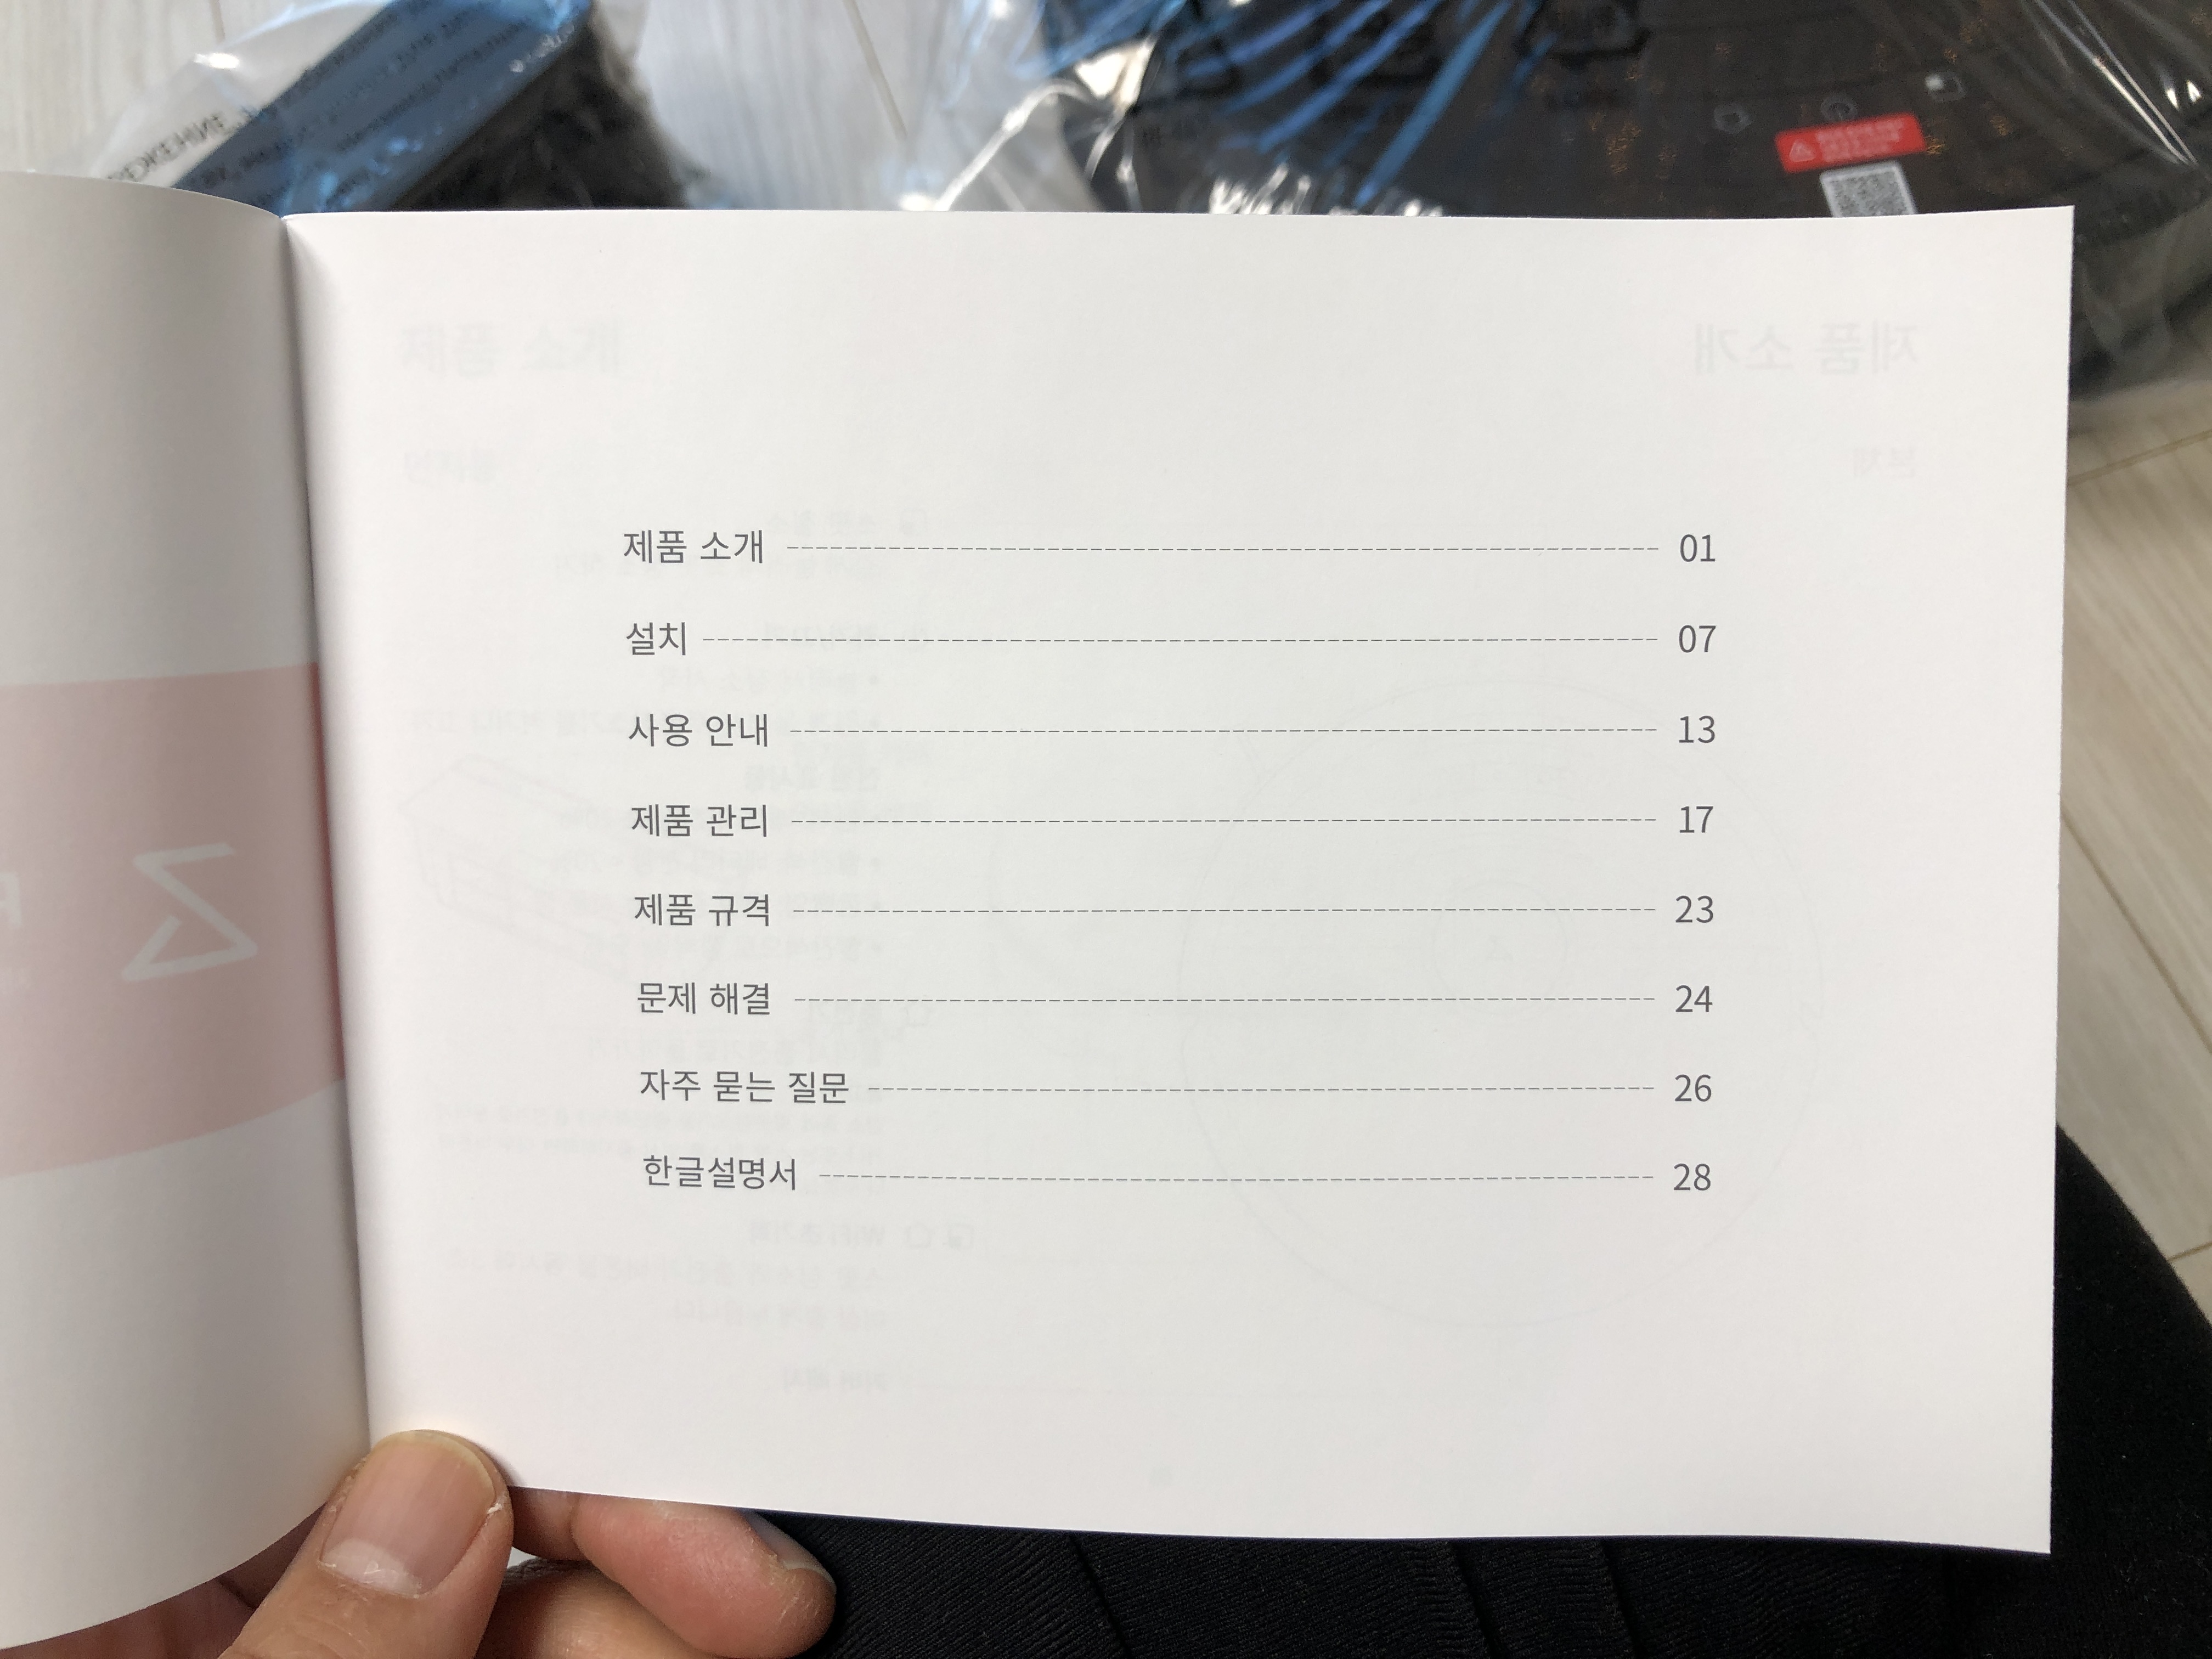 제품 소개 01
설치 07
사용 안내 13
제품 관리 17
제품 규격 23
문제 해결 24
자주 묻는 질문 26
한글설명서 28